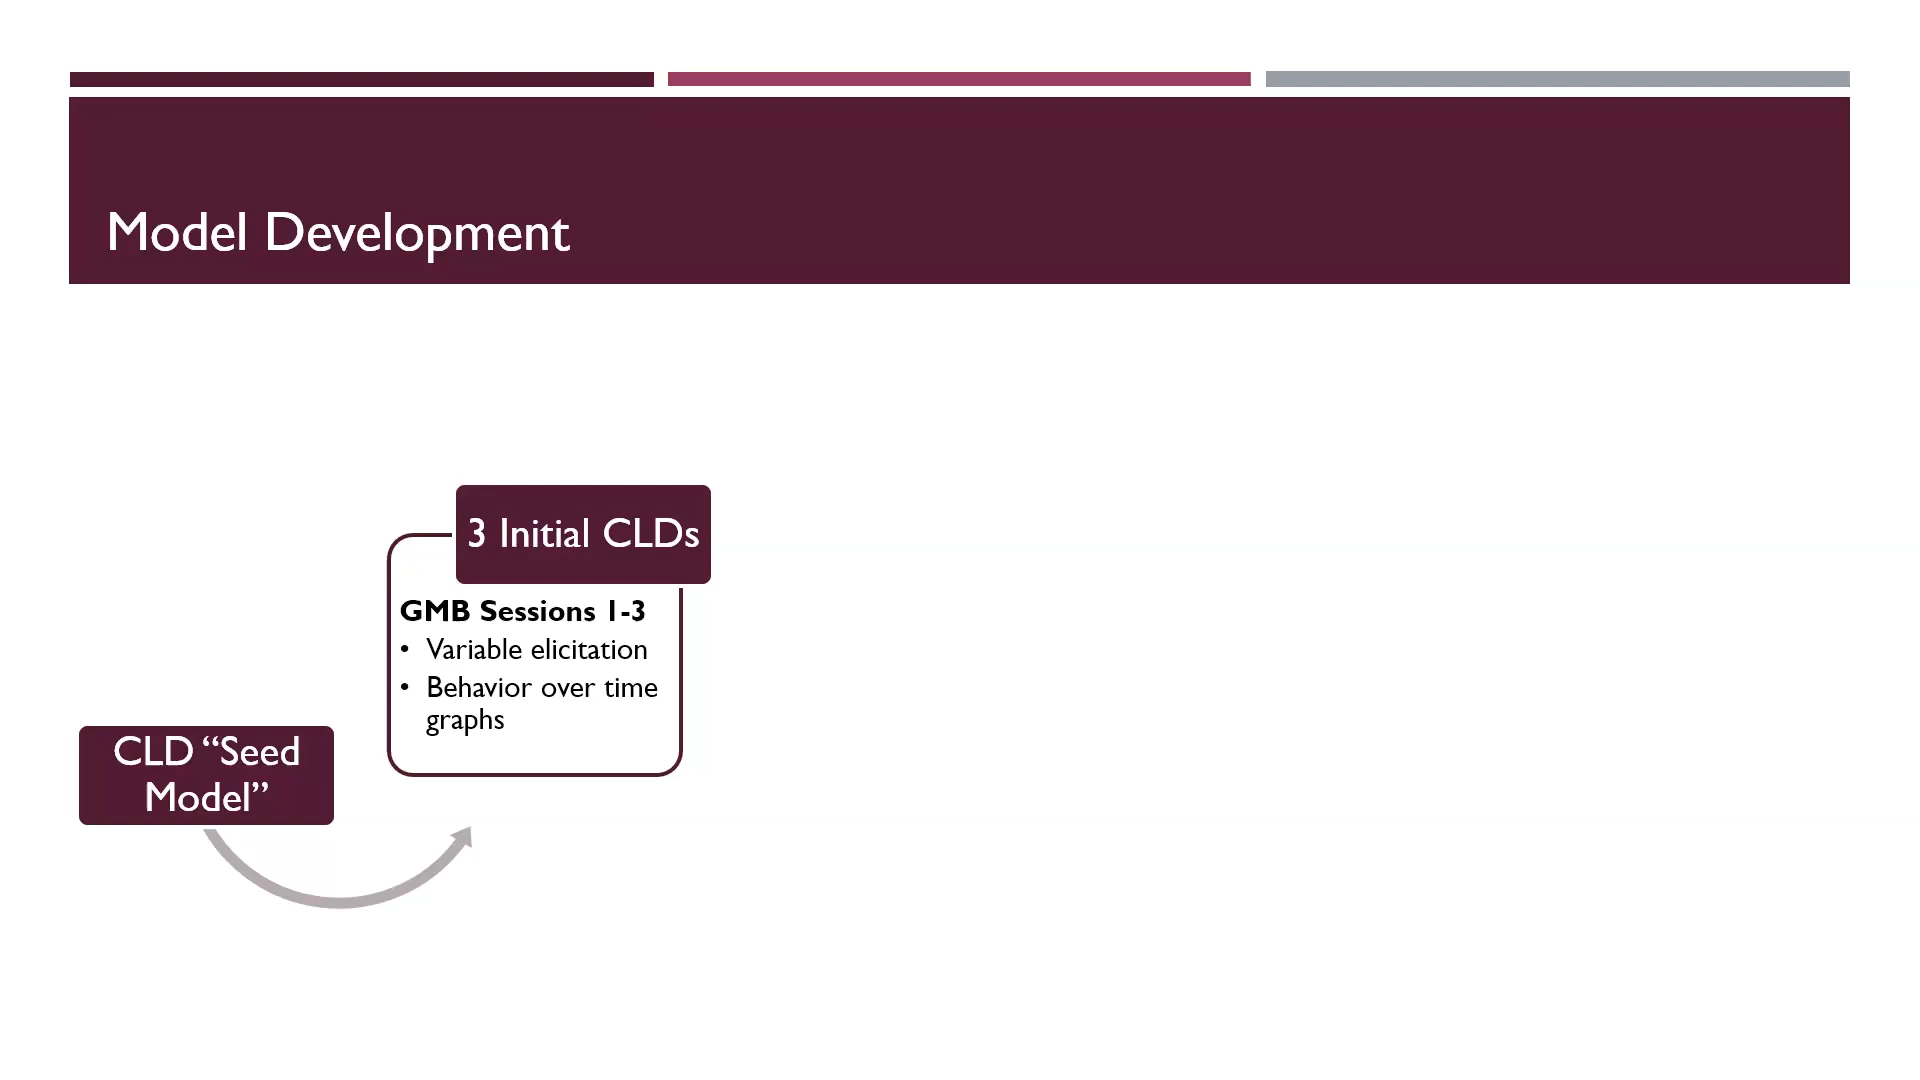 Model Development
3 Initial CLDs
GMB Sessions 1-3
• Variable elicitation
• Behavior over time
graphs
CLD “Seed
Model”